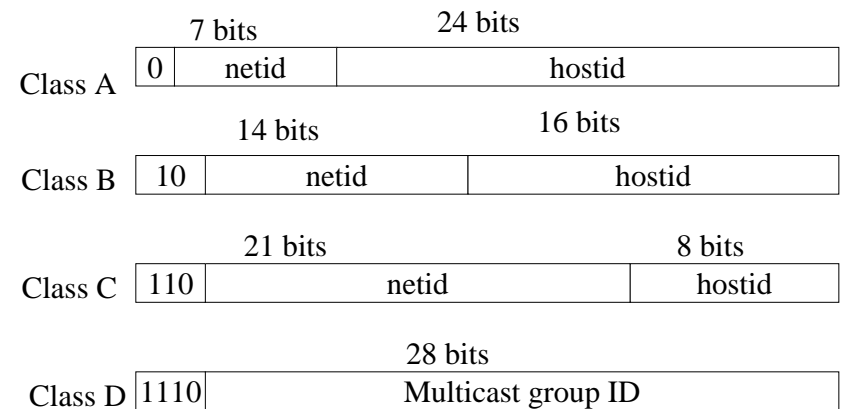 7 bits 24 bits
Class A 0 netid hostid
14 bits 16 bits
Class B 10 netid hostid
21 bits 8 bits
Class C 110 netid hostid
28 bits
Class D 1110 Multicast group ID